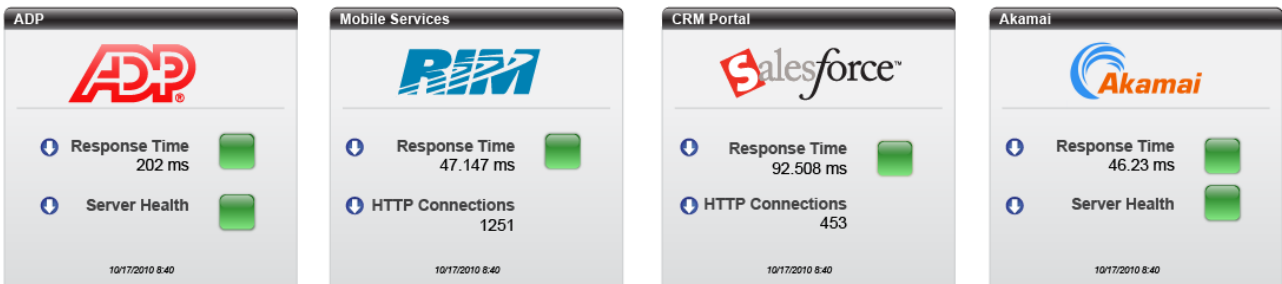 ADP
ADP
Response Time
202 ms
Server Health
10/17/2010 8:40
Mobile Services
RIM
Response Time
47.147 ms
HTTP Connections
1251
10/17/2010 8:40
CRM Portal
Salesforce™
Response Time
92.508 ms
HTTP Connections
453
10/17/2010 8:40
Akamai
Akamai
Response Time
46.23 ms
Server Health
10/17/2010 8:40